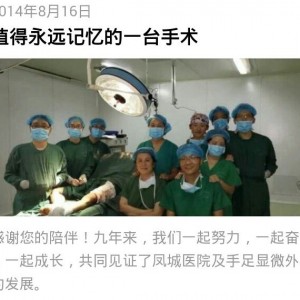 2014年8月16日
值得永远记忆的一台手术
感谢您的陪伴！九年来，我们一起努力，一起奋
，一起成长，共同见证了凤城医院及手足显微外
的发展。